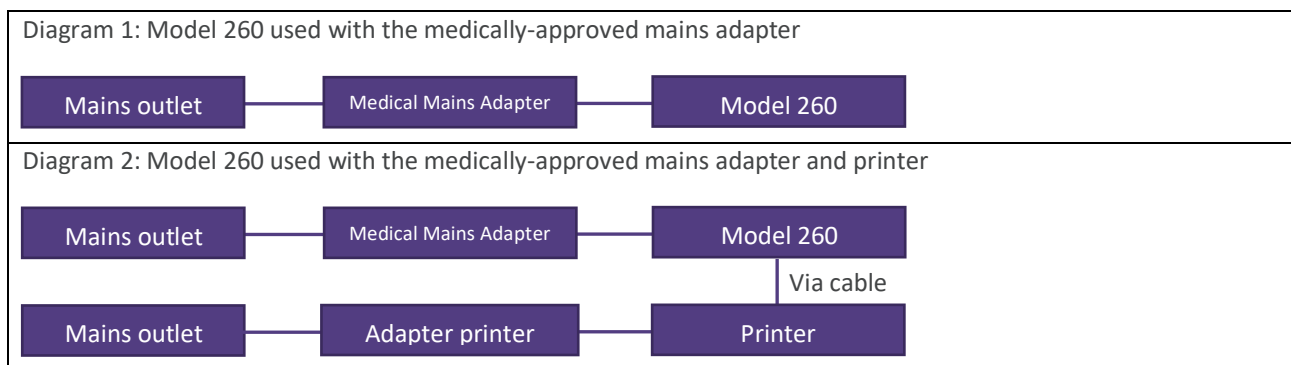 Diagram 1: Model 260 used with the medically-approved mains adapter
Mains outlet Medical Mains Adapter Model 260
Diagram 2: Model 260 used with the medically-approved mains adapter and printer
Mains outlet Medical Mains Adapter Model 260
Via cable
Mains outlet Adapter printer Printer